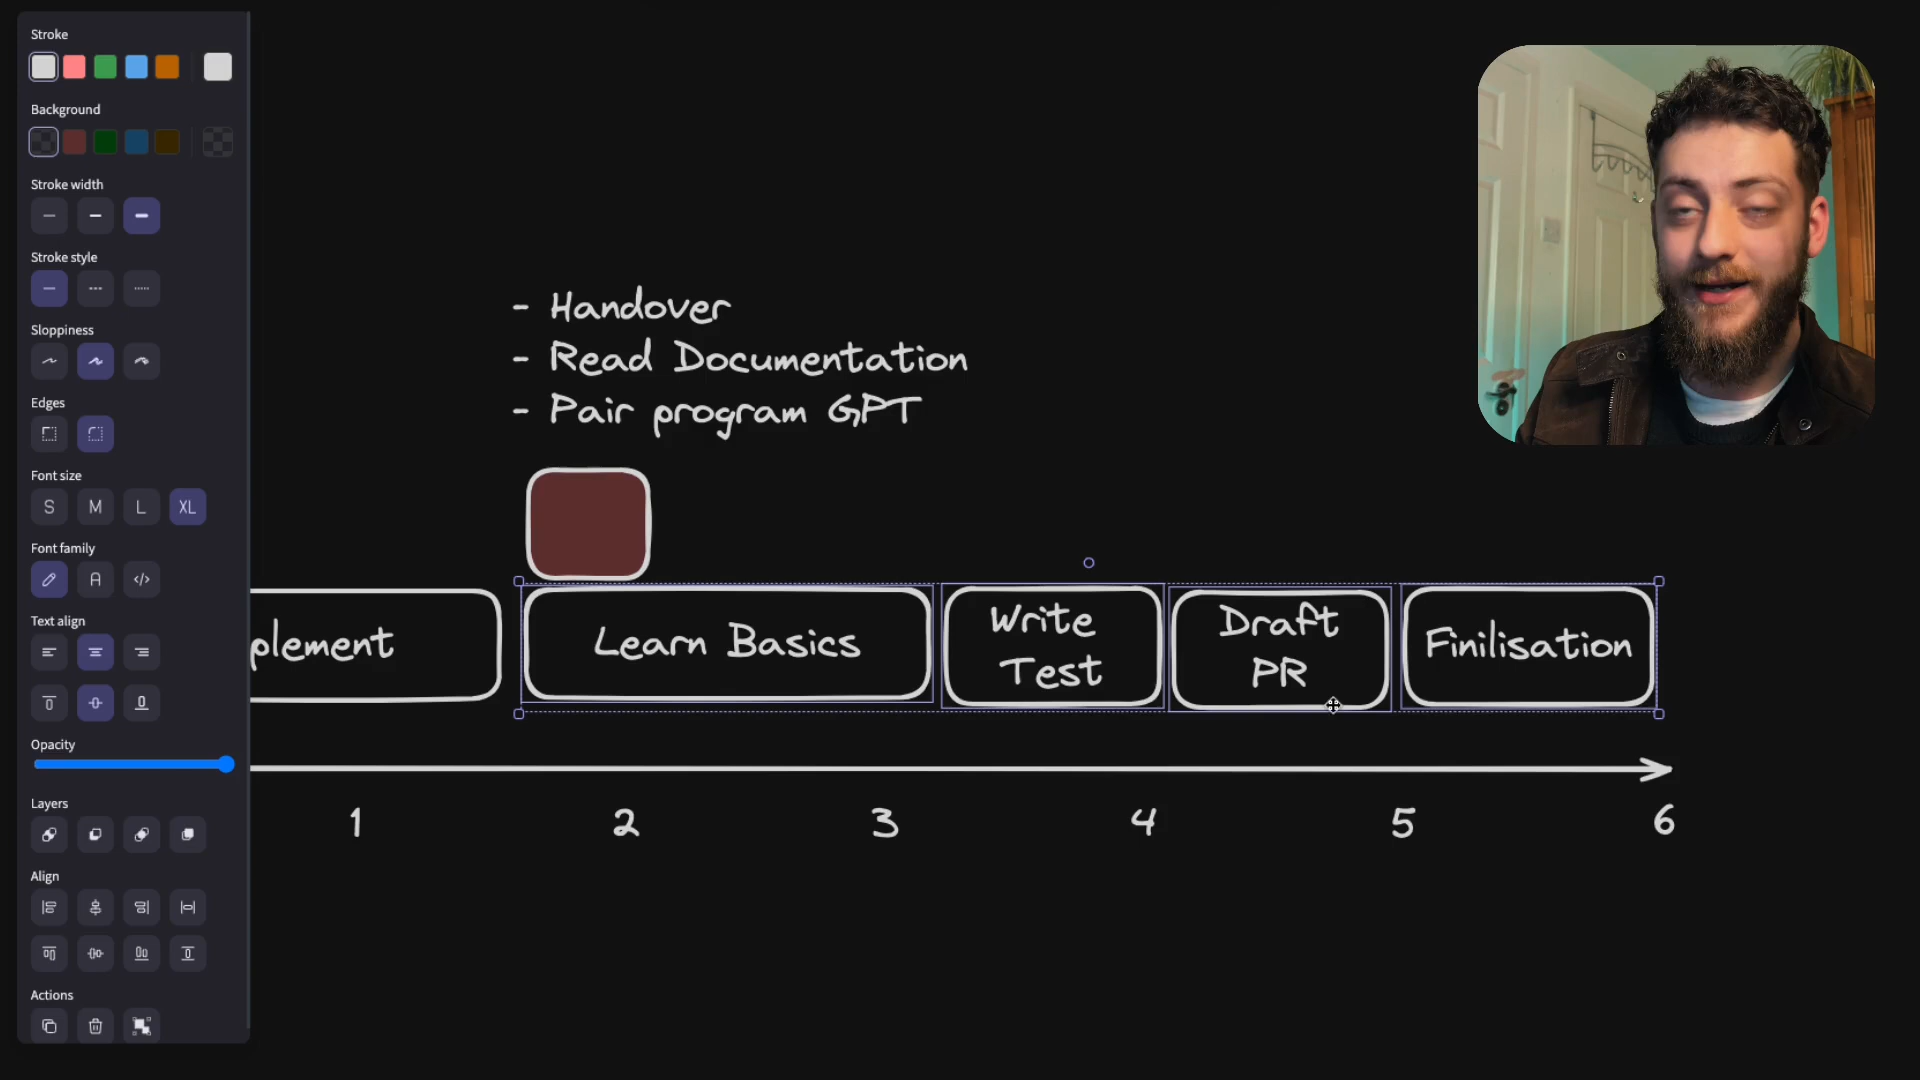 Stroke
Background
Stroke width
Stroke style
Sloppiness
Edges
Font size
S M L XL
Font family
A </>
Text align
Opacity
Layers
Align
Actions
- Handover
- Read Documentation
- Pair program GPT
plement
Learn Basics
Write
Test
Draft
PR
Finilisation
1 2 3 4 5 6